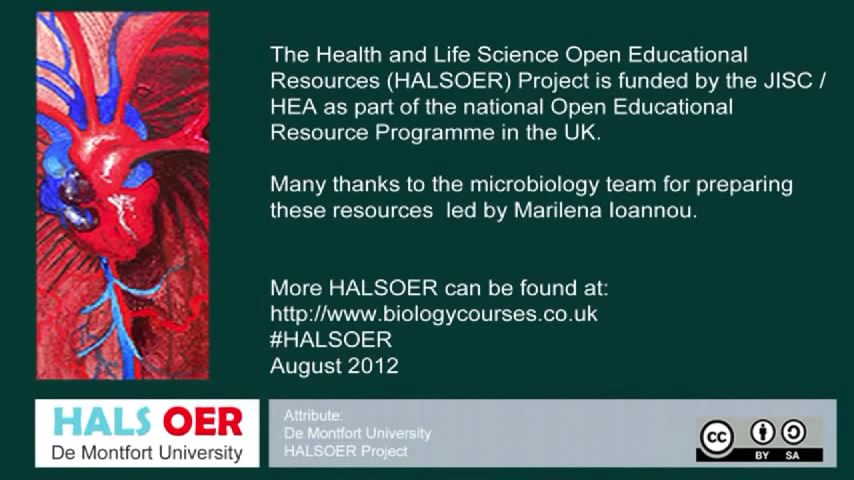 The Health and Life Science Open Educational
Resources (HALSOER) Project is funded by the JISC /
HEA as part of the national Open Educational
Resource Programme in the UK.
Many thanks to the microbiology team for preparing
these resources  led by Marilena Ioannou.
More HALSOER can be found at:
http://www.biologycourses.co.uk
#HALSOER
August 2012
HALS OER
De Montfort University
Attribute:
De Montfort University
HALSOER Project
cc
BY SA